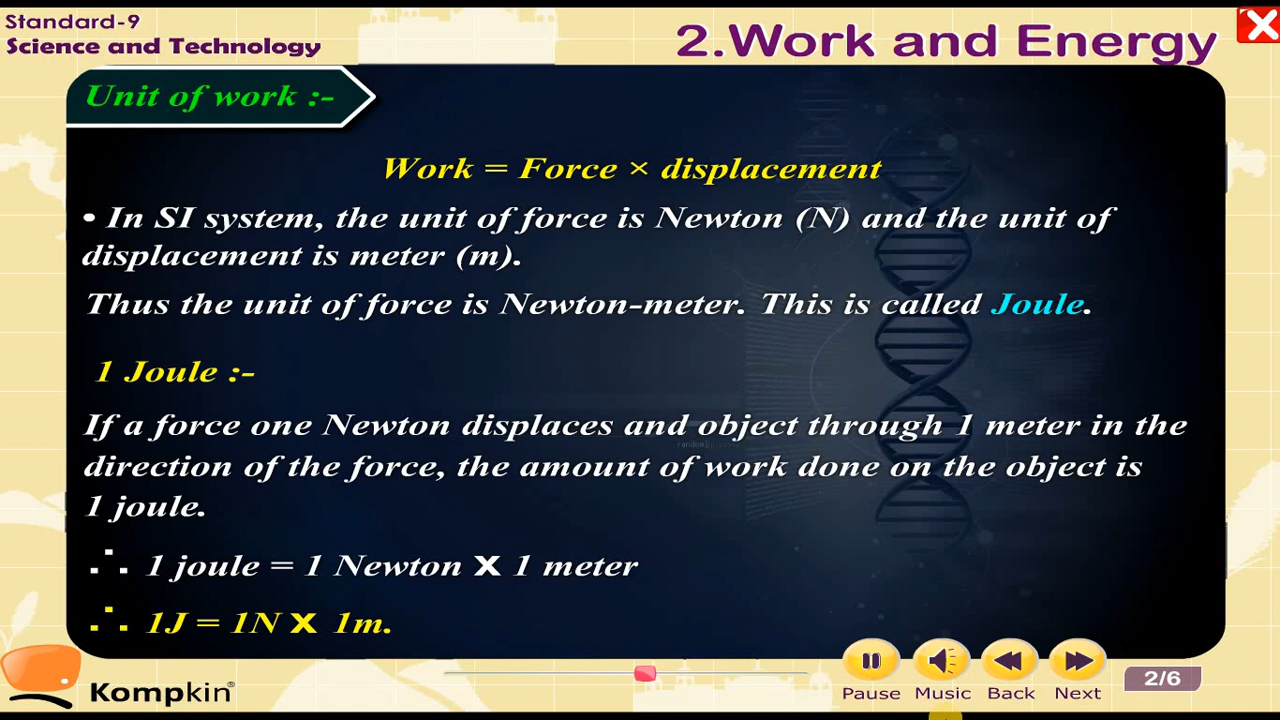 Standard-9
Science and Technology
2.Work and Energy
Unit of work :-
Work = Force × displacement
• In SI system, the unit of force is Newton (N) and the unit of
displacement is meter (m).
Thus the unit of force is Newton-meter. This is called Joule.
1 Joule :-
If a force one Newton displaces and object through 1 meter in the
direction of the force, the amount of work done on the object is
1 joule.
∴ 1 joule = 1 Newton X 1 meter
∴ 1J = 1N X 1m.
Kompkin®
Pause Music Back Next
2/6